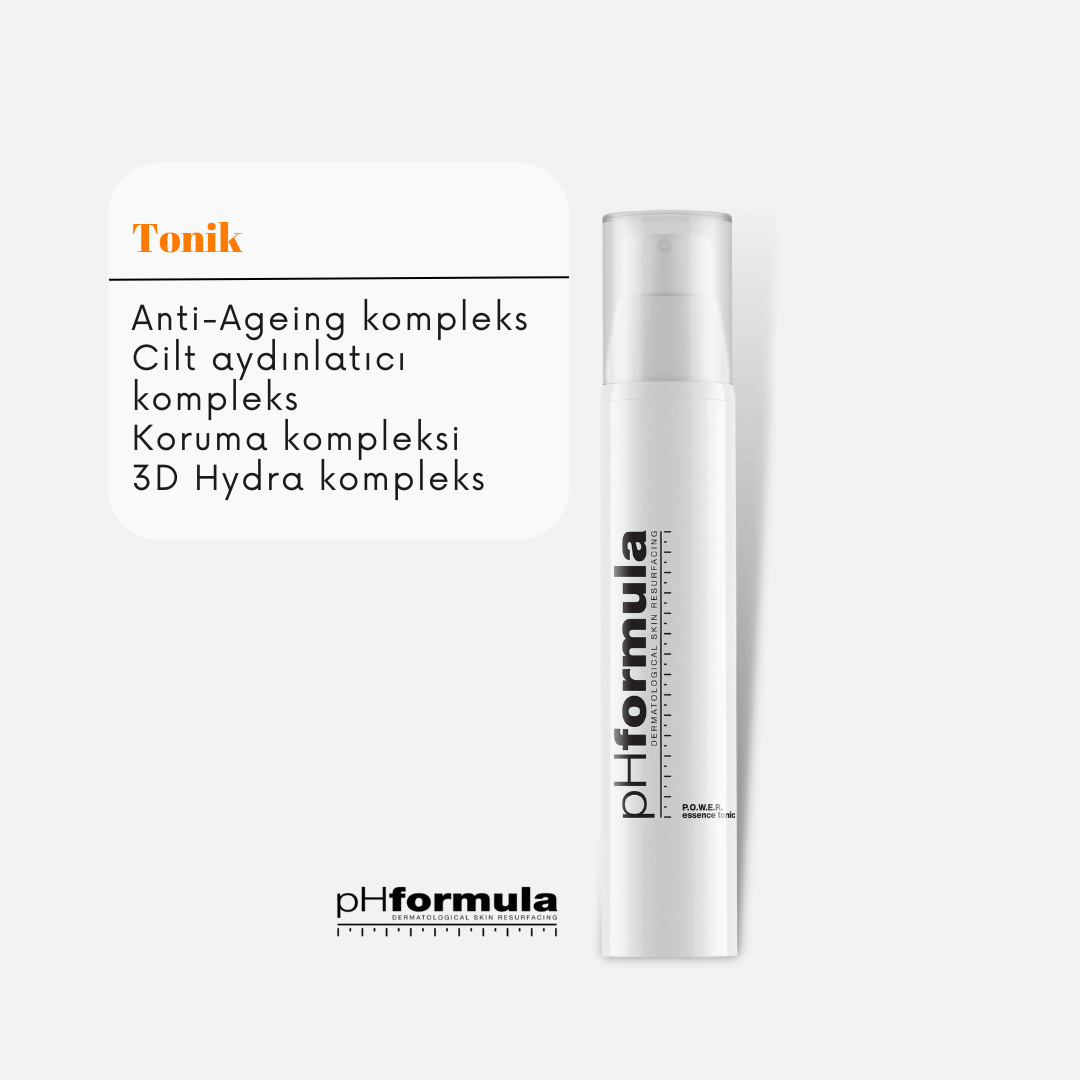 Tonik
Anti-Ageing kompleks
Cilt aydınlatıcı
kompleks
Koruma kompleksi
3D Hydra kompleks
pHformula
DERMATOLOGICAL SKIN RESURFACING
P.O.W.E.R.
essence tonic
pHformula
DERMATOLOGICAL SKIN RESURFACING